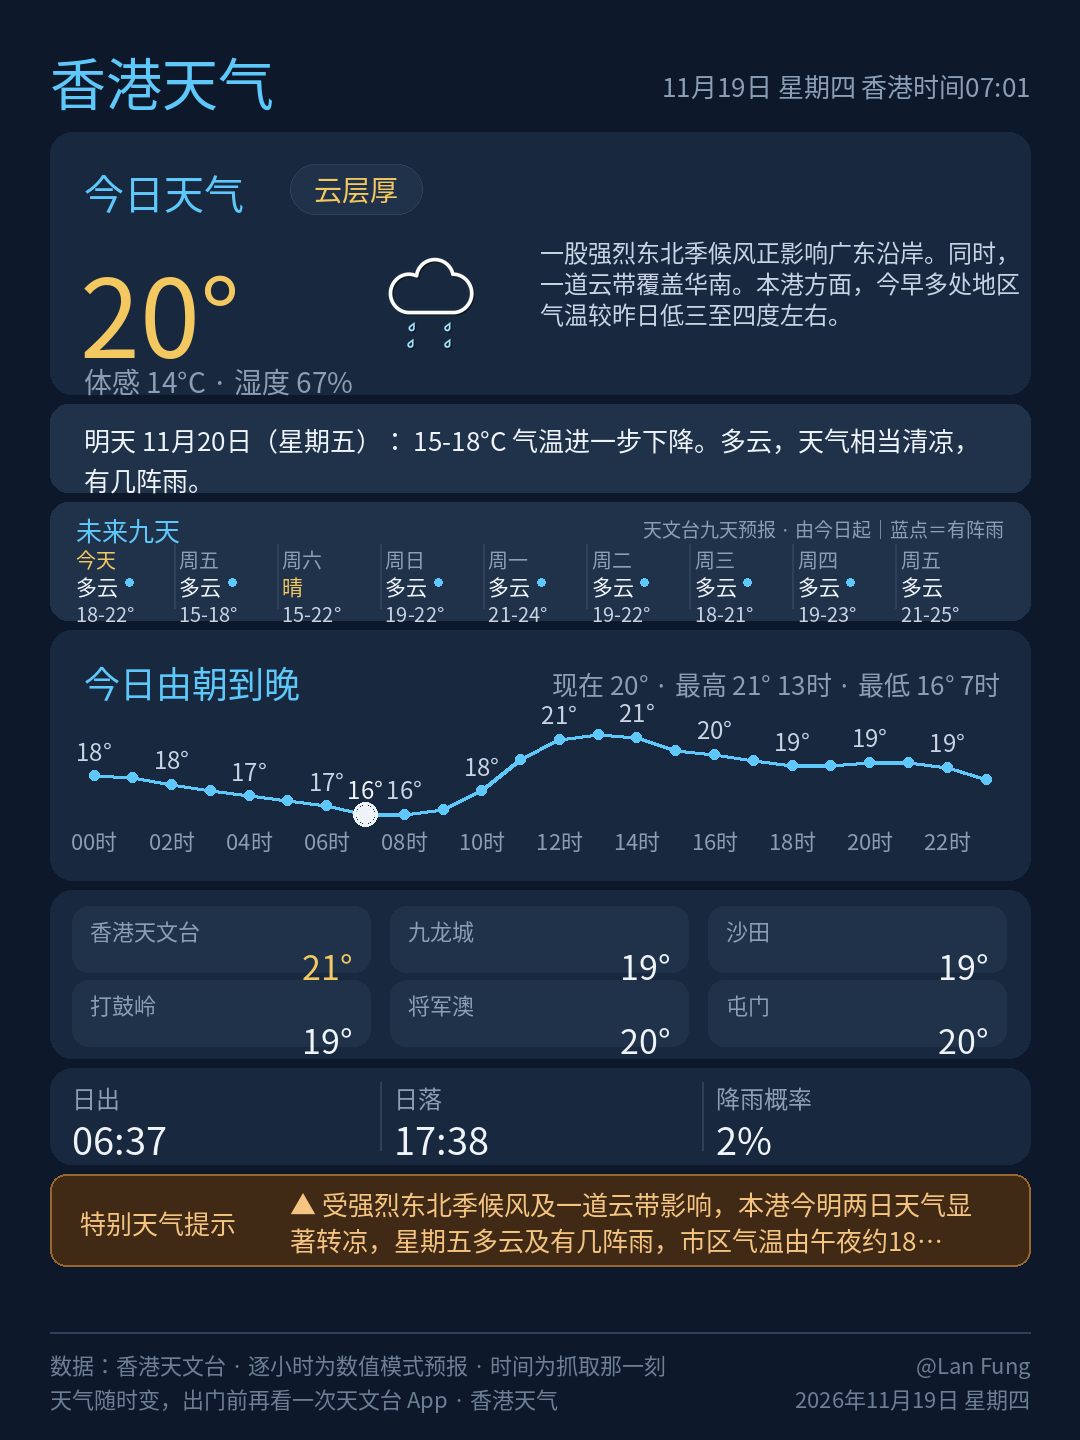 香港天气
11月19日 星期四 香港时间07:01
今日天气
云层厚
20°
体感 14°C · 湿度 67%
一股强烈东北季候风正影响广东沿岸。同时，
一道云带覆盖华南。本港方面，今早多处地区
气温较昨日低三至四度左右。
明天 11月20日（星期五）：15-18°C 气温进一步下降。多云，天气相当清凉，
有几阵雨。
未来九天
天文台九天预报 · 由今日起｜蓝点＝有阵雨
今天 周五 周六 周日 周一 周二 周三 周四 周五
多云 多云 晴 多云 多云 多云 多云 多云 多云
18-22° 15-18° 15-22° 19-22° 21-24° 19-22° 18-21° 19-23° 21-25°
今日由朝到晚
现在 20° · 最高 21° 13时 · 最低 16° 7时
18° 18° 17° 17° 16° 16° 18° 21° 21° 20° 19° 19° 19°
00时 02时 04时 06时 08时 10时 12时 14时 16时 18时 20时 22时
香港天文台 九龙城 沙田
21° 19° 19°
打鼓岭 将军澳 屯门
19° 20° 20°
日出 日落 降雨概率
06:37 17:38 2%
特别天气提示
▲ 受强烈东北季候风及一道云带影响，本港今明两日天气显
著转凉，星期五多云及有几阵雨，市区气温由午夜约18…
数据：香港天文台 · 逐小时为数值模式预报 · 时间为抓取那一刻
@Lan Fung
天气随时变，出门前再看一次天文台 App · 香港天气
2026年11月19日 星期四